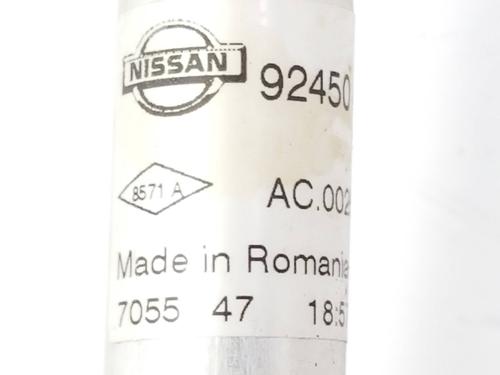 NISSAN 92450
8571 A AC.002
Made in Romania
7055 47 18:5